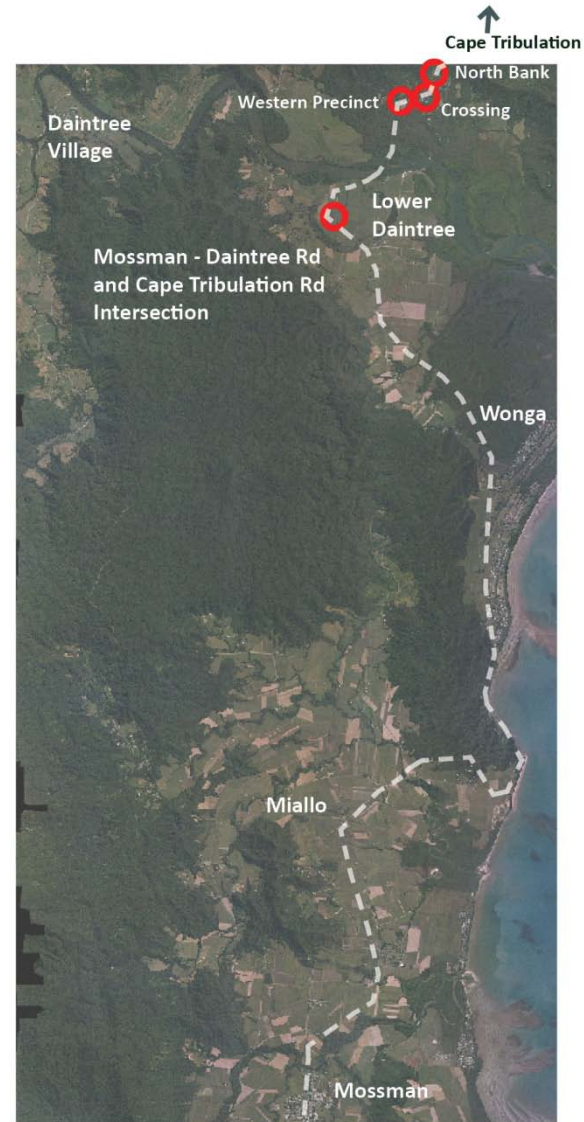 Cape Tribulation
North Bank
Western Precinct
Crossing
Daintree
Village
Lower
Daintree
Mossman - Daintree Rd
and Cape Tribulation Rd
Intersection
Wonga
Miallo
Mossman